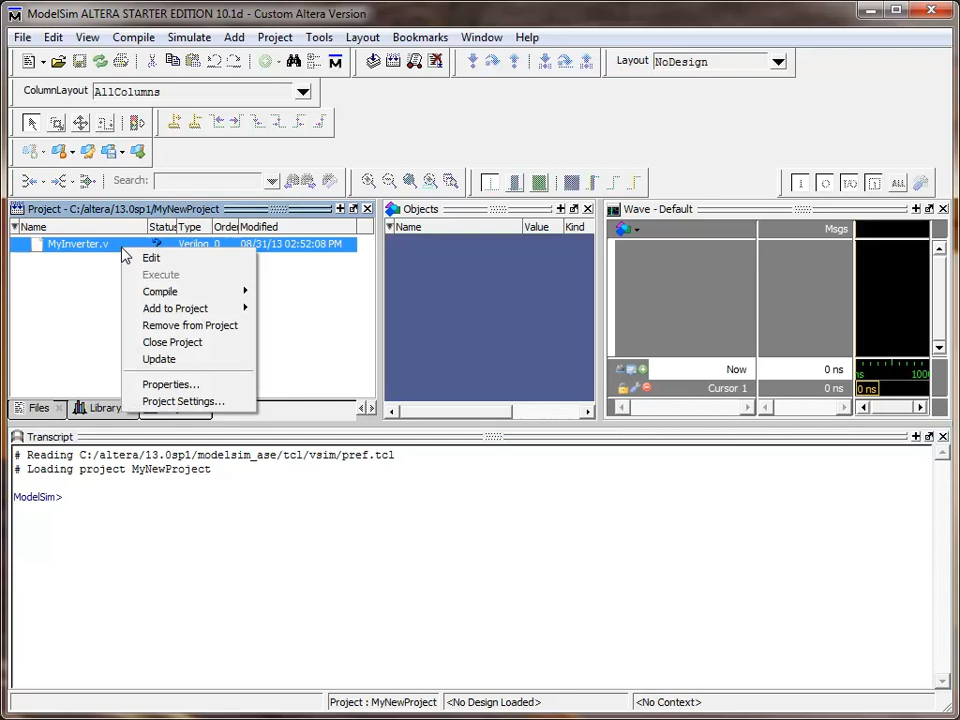 ModelSim ALTERA STARTER EDITION 10.1d - Custom Altera Version
File Edit View Compile Simulate Add Project Tools Layout Bookmarks Window Help
Layout NoDesign
ColumnLayout AllColumns
Search:
Project - C:/altera/13.0sp1/MyNewProject
Objects
Wave - Default
Name Status Type Order Modified
Name Value Kind
Msgs
MyInverter.v ? Verilog 0 08/31/13 02:52:08 PM
Edit
Execute
Compile
Add to Project
Remove from Project
Close Project
Update
Properties...
Project Settings...
Now 0 ns
Cursor 1 0 ns
ns 1000
0 ns
Files Library
Transcript
# Reading C:/altera/13.0sp1/modelsim_ase/tcl/vsim/pref.tcl
# Loading project MyNewProject
ModelSim>
Project : MyNewProject <No Design Loaded> <No Context>